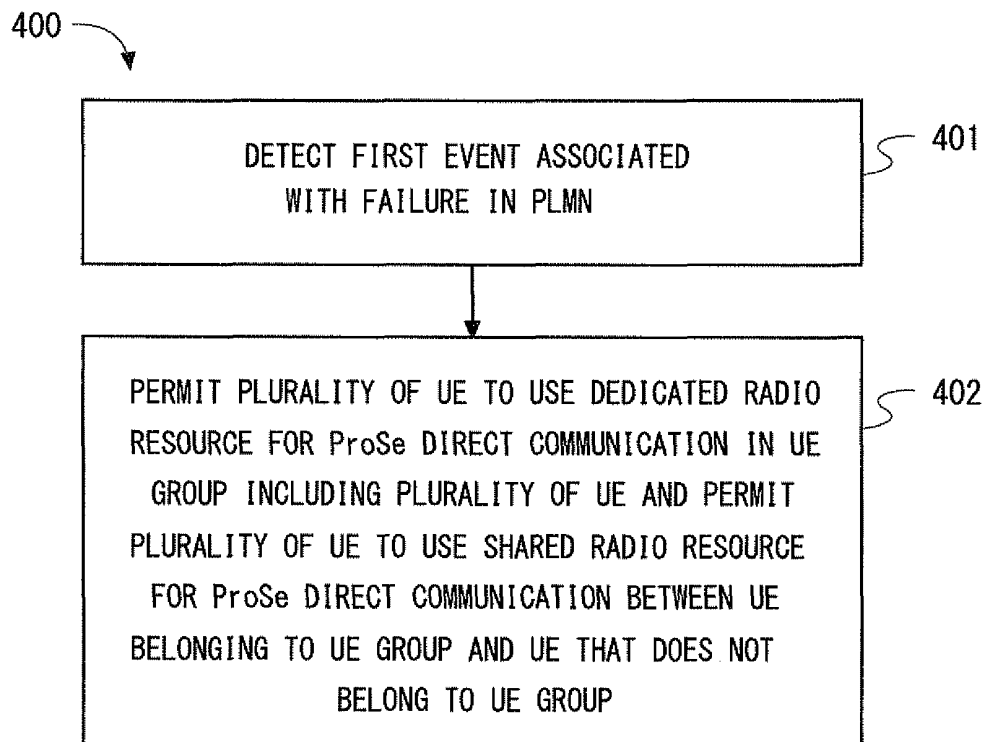 400
DETECT FIRST EVENT ASSOCIATED
WITH FAILURE IN PLMN
401
PERMIT PLURALITY OF UE TO USE DEDICATED RADIO
RESOURCE FOR ProSe DIRECT COMMUNICATION IN UE
GROUP INCLUDING PLURALITY OF UE AND PERMIT
PLURALITY OF UE TO USE SHARED RADIO RESOURCE
FOR ProSe DIRECT COMMUNICATION BETWEEN UE
BELONGING TO UE GROUP AND UE THAT DOES NOT
BELONG TO UE GROUP
402